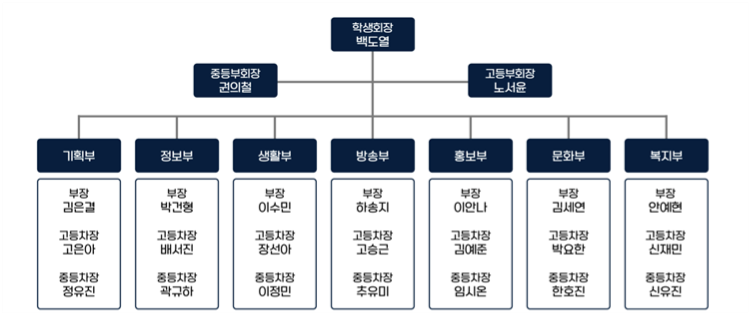 학생회장
백도열
중등부회장
권의철
고등부회장
노서윤
기획부
정보부
생활부
방송부
홍보부
문화부
복지부
부장
김은결
고등차장
고은아
중등차장
정유진
부장
박건형
고등차장
배서진
중등차장
곽규하
부장
이수민
고등차장
장선아
중등차장
이정민
부장
하송지
고등차장
고승근
중등차장
추유미
부장
이안나
고등차장
김예준
중등차장
임시온
부장
김세연
고등차장
박요한
중등차장
한호진
부장
안예현
고등차장
신재민
중등차장
신유진